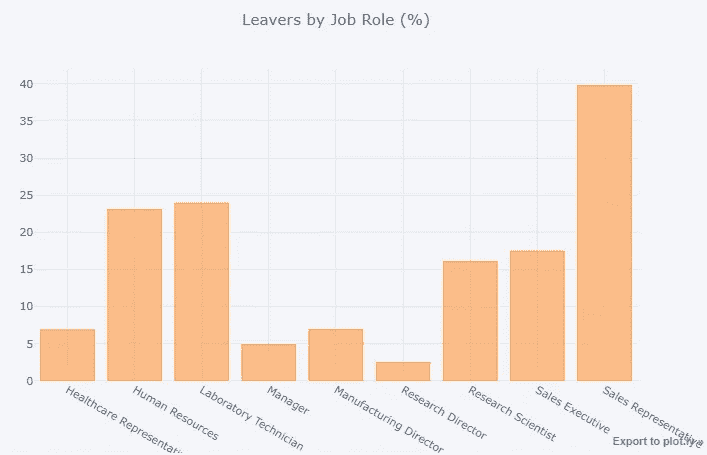 Leavers by Job Role (%)
40
35
30
25
20
15
10
5
0
Healthcare Representati
Human Resources
Laboratory Technician
Manager
Manufacturing Director
Research Director
Research Scientist
Sales Executive
Sales Representative
Export to plot.ly »